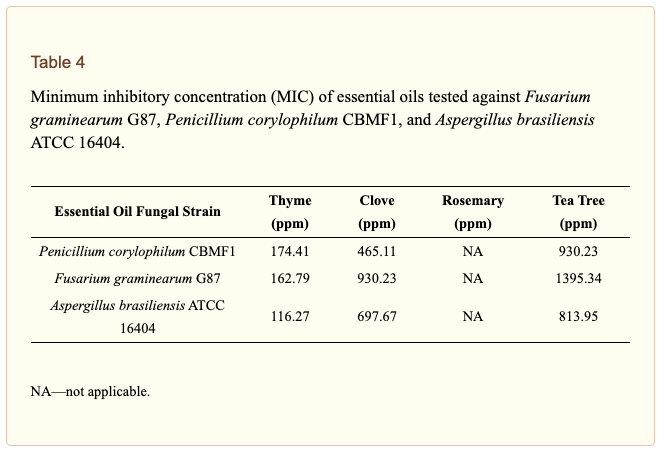 Table 4
Minimum inhibitory concentration (MIC) of essential oils tested against Fusarium
graminearum G87, Penicillium corylophilum CBMF1, and Aspergillus brasiliensis
ATCC 16404.
Essential Oil Fungal Strain Thyme (ppm) Clove (ppm) Rosemary (ppm) Tea Tree (ppm)
Penicillium corylophilum CBMF1 174.41 465.11 NA 930.23
Fusarium graminearum G87 162.79 930.23 NA 1395.34
Aspergillus brasiliensis ATCC 16404 116.27 697.67 NA 813.95
NA—not applicable.